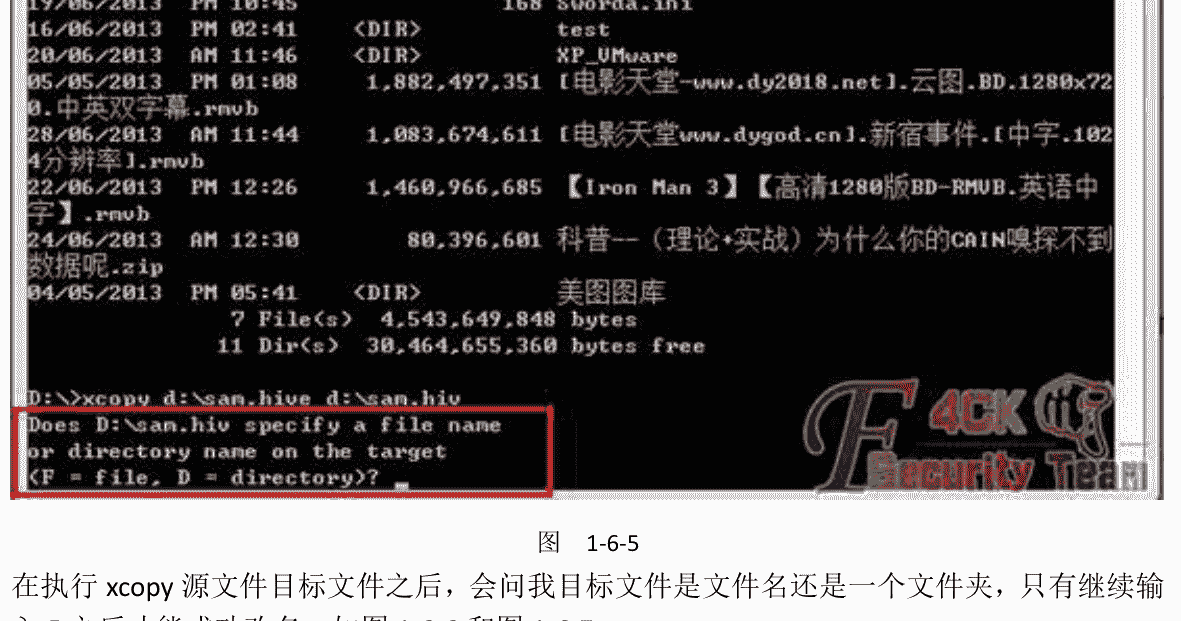 19/06/2013 PM 10:45 168 sworda.ini
16/06/2013 PM 02:41 <DIR> test
20/06/2013 AM 11:46 <DIR> XP_VMware
05/05/2013 PM 01:08 1,882,497,351 [电影天堂-www.dy2018.net].云图.BD.1280x72
0.中英双字幕.rmvb
28/06/2013 AM 11:44 1,083,674,611 [电影天堂www.dygod.cn].新宿事件.[中字.102
4分辨率].rmvb
22/06/2013 PM 12:26 1,460,966,685 【Iron Man 3】【高清1280版BD-RMVB.英语中
字】.rmvb
24/06/2013 AM 12:30 80,396,601 科普--（理论+实战）为什么你的CAIN嗅探不到
数据呢.zip
04/05/2013 PM 05:41 <DIR> 美图图库
7 File(s) 4,543,649,848 bytes
11 Dir(s) 30,464,655,360 bytes free
D:\>xcopy d:\sam.hive d:\sam.hiv
Does D:\sam.hiv specify a file name
or directory name on the target
(F = file, D = directory)?
F4CK
Security Team
图 1-6-5
在执行 xcopy 源文件目标文件之后，会问我目标文件是文件名还是一个文件夹，只有继续输